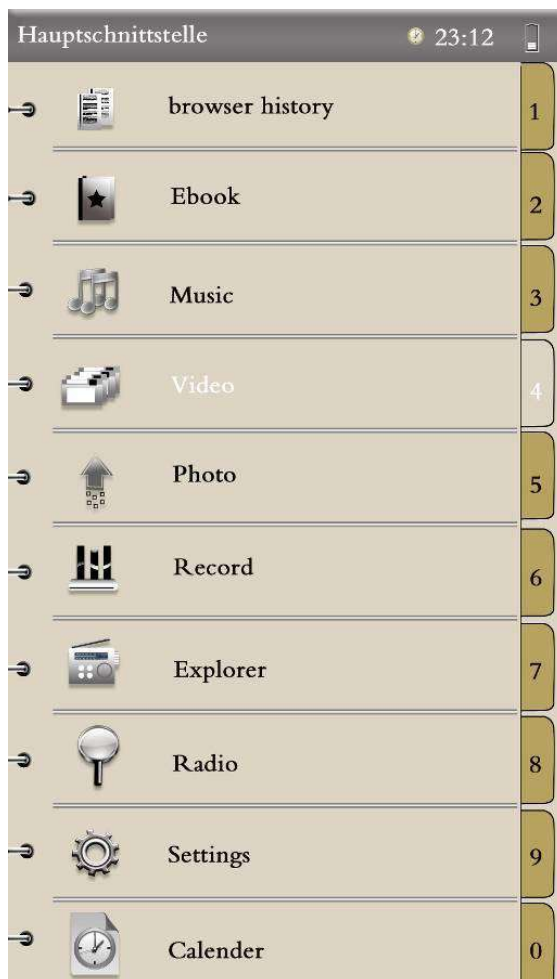 Hauptschnittstelle 23:12
browser history 1
Ebook 2
Music 3
Video 4
Photo 5
Record 6
Explorer 7
Radio 8
Settings 9
Calender 0